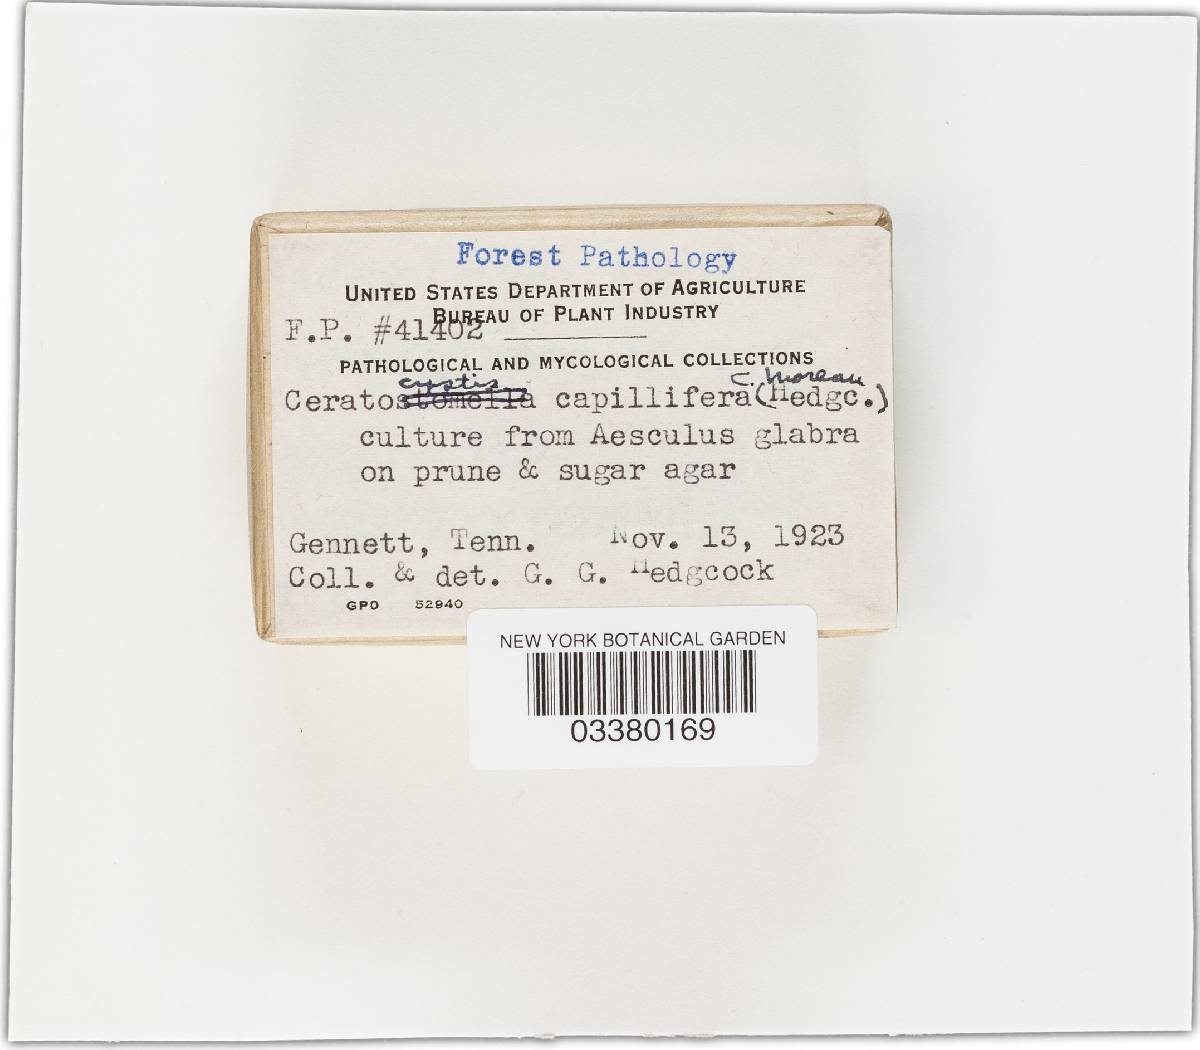 Forest Pathology
UNITED STATES DEPARTMENT OF AGRICULTURE
BUREAU OF PLANT INDUSTRY
F.P. #41402
PATHOLOGICAL AND MYCOLOGICAL COLLECTIONS
cystis C. Moreau
Ceratostomella capillifera (Hedgc.)
culture from Aesculus glabra
on prune & sugar agar
Gennett, Tenn. Nov. 13, 1923
Coll. & det. G. G. Hedgcock
GPO 52940
NEW YORK BOTANICAL GARDEN
03380169